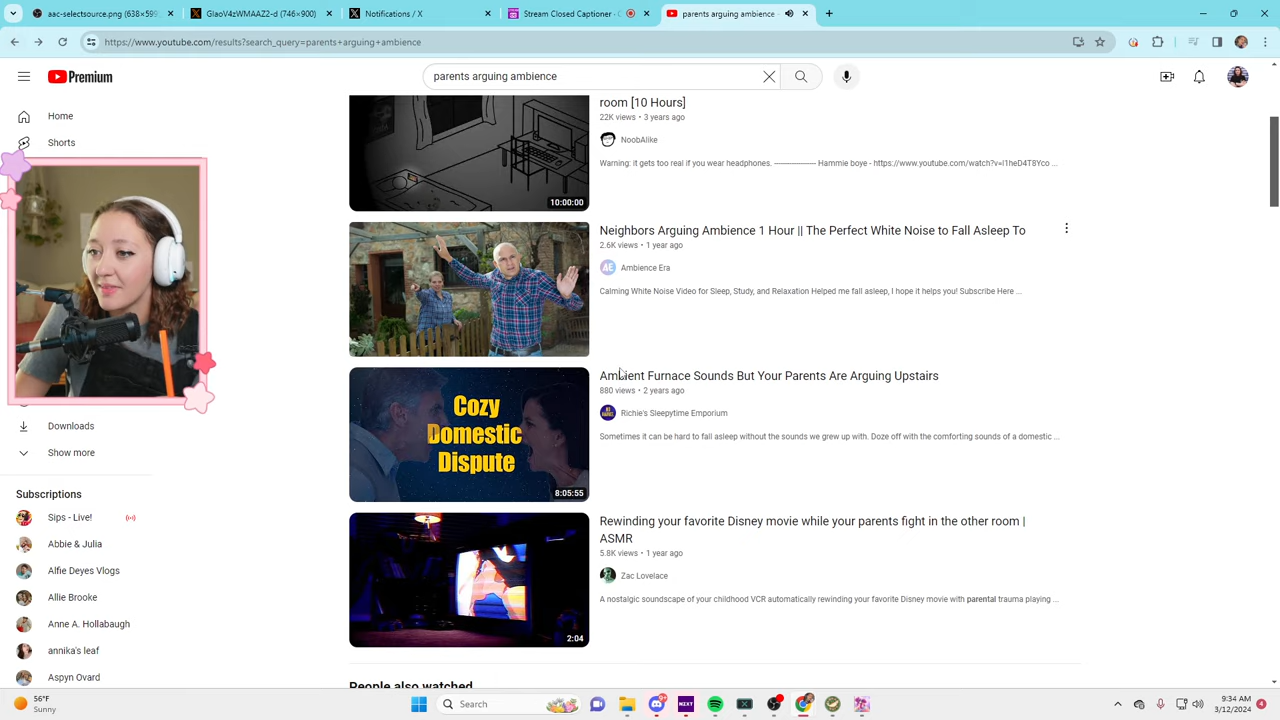 ac-prong.png (638×599)
GlaoV4zWMAAZ2-d (746×900)
Notifications / X
parents arguing ambience
https://www.youtube.com/results?search_query=parents+arguing+ambience
Premium
parents arguing ambience
Home
Shorts
Downloads
Show more
Subscriptions
Sips - Live!
Abbie & Julia
Alfie Deyes Vlogs
Allie Brooke
Anne A. Hollabaugh
annika's leaf
Aspyn Ovard
room [10 Hours]
22K views • 3 years ago
NoobAlike
Warning: it gets too real if you wear headphones. ------------------ Hammie boye - https://www.youtube.com/watch?v=l1heD4T8Yco ...
10:00:00
Neighbors Arguing Ambience 1 Hour || The Perfect White Noise to Fall Asleep To
2.6K views • 1 year ago
AE
Ambience Era
Calming White Noise Video for Sleep, Study, and Relaxation Helped me fall asleep, I hope it helps you! Subscribe Here ...
Cozy
Domestic
Dispute
8:05:55
Ambient Furnace Sounds But Your Parents Are Arguing Upstairs
880 views • 2 years ago
Richie's Sleepytime Emporium
Sometimes it can be hard to fall asleep without the sounds we grew up with. Doze off with the comforting sounds of a domestic ...
2:04
Rewinding your favorite Disney movie while your parents fight in the other room |
ASMR
5.8K views • 1 year ago
Zac Lovelace
A nostalgic soundscape of your childhood VCR automatically rewinding your favorite Disney movie with parental trauma playing ...
People also watched
56°F
Sunny
Search
NZXT
9:34 AM
3/12/2024